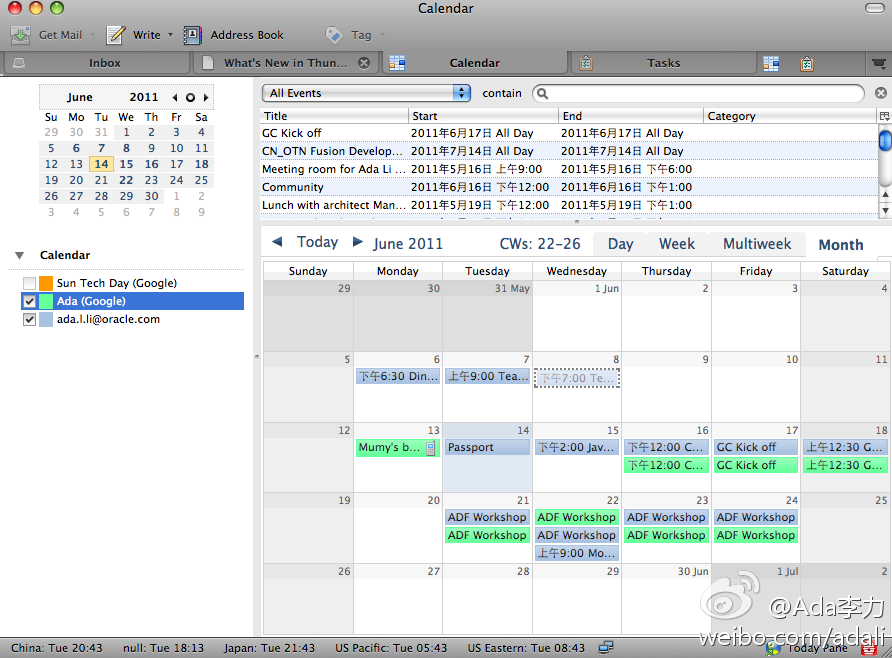 Calendar
Get Mail Write Address Book Tag
Inbox What's New in Thun... Calendar Tasks
June 2011
Su Mo Tu We Th Fr Sa
29 30 31 1 2 3 4
5 6 7 8 9 10 11
12 13 14 15 16 17 18
19 20 21 22 23 24 25
26 27 28 29 30 1 2
3 4 5 6 7 8 9
Calendar
Sun Tech Day (Google)
Ada (Google)
ada.l.li@oracle.com
All Events contain
Title Start End Category
GC Kick off 2011年6月17日 All Day 2011年6月17日 All Day
CN_OTN Fusion Develop... 2011年7月14日 All Day 2011年7月14日 All Day
Meeting room for Ada Li ... 2011年5月16日 上午9:00 2011年5月16日 下午6:00
Community 2011年6月16日 下午12:00 2011年6月16日 下午1:00
Lunch with architect Man... 2011年5月19日 下午12:00 2011年5月19日 下午1:00
Today June 2011 CWs: 22-26 Day Week Multiweek Month
Sunday Monday Tuesday Wednesday Thursday Friday Saturday
29 30 31 May 1 Jun 2 3 4
5 6 7 8 9 10 11
下午6:30 Din... 上午9:00 Tea... 下午7:00 Te...
12 13 14 15 16 17 18
Mumy's b... Passport 下午2:00 Jav... 下午12:00 C... GC Kick off 上午12:30 G...
下午12:00 C... GC Kick off 上午12:30 G...
19 20 21 22 23 24 25
ADF Workshop ADF Workshop ADF Workshop ADF Workshop
ADF Workshop ADF Workshop ADF Workshop ADF Workshop
上午9:00 Mo...
26 27 28 29 30 Jun 1 Jul 2
@Ada李力
weibo.com/adali
China: Tue 20:43 null: Tue 18:13 Japan: Tue 21:43 US Pacific: Tue 05:43 US Eastern: Tue 08:43 Today Pane